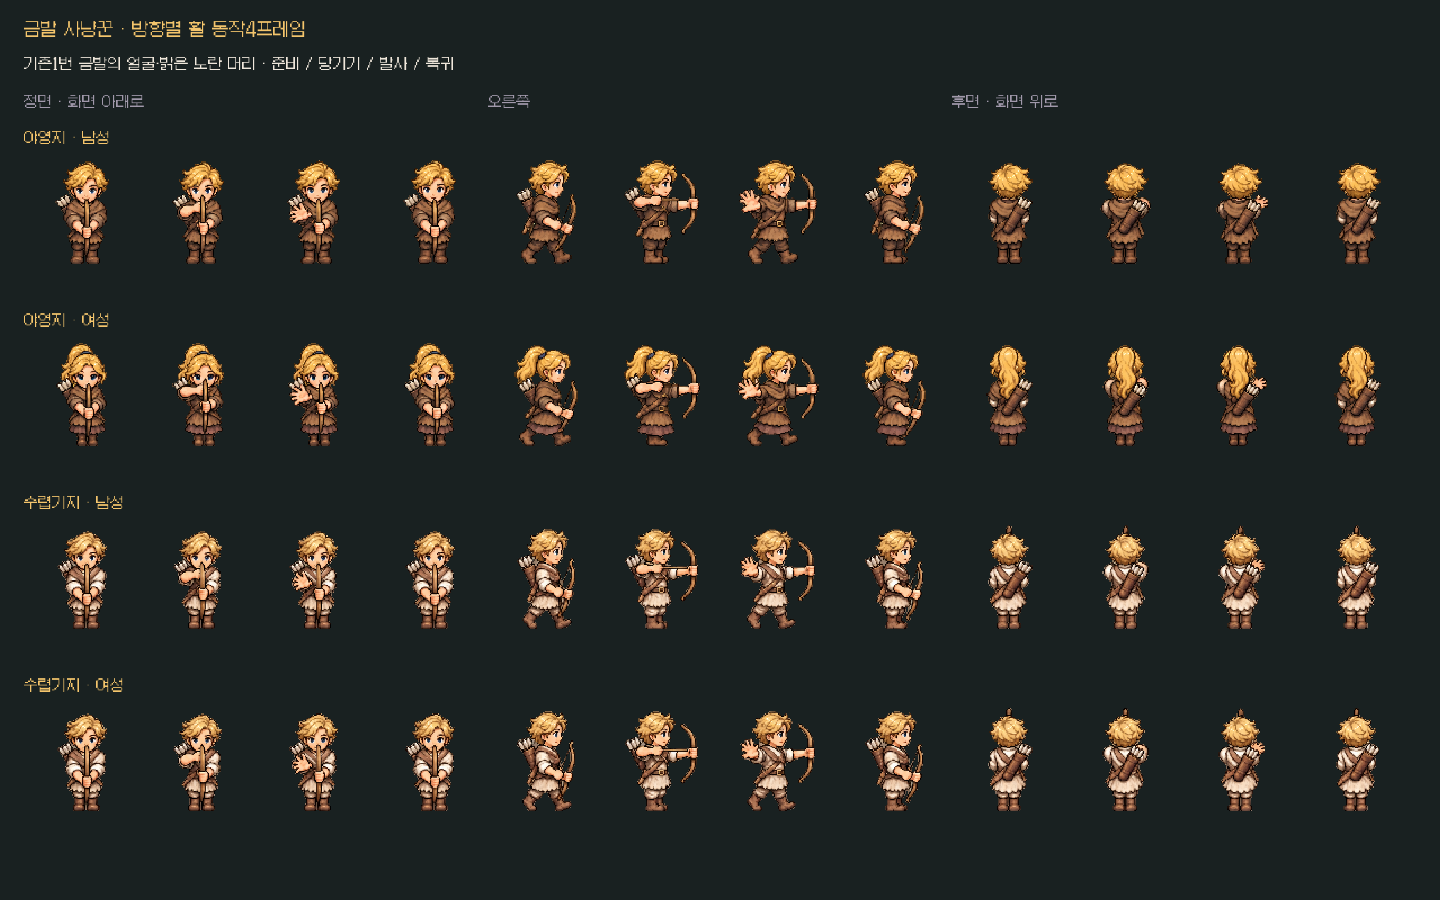 금발 사냥꾼 · 방향별 활 동작4프레임
기존1번 금발의 얼굴·밝은 노란 머리 · 준비 / 당기기 / 발사 / 복귀
정면 · 화면 아래로
오른쪽
후면 · 화면 위로
야영지 · 남성
야영지 · 여성
수렵기지 · 남성
수렵기지 · 여성